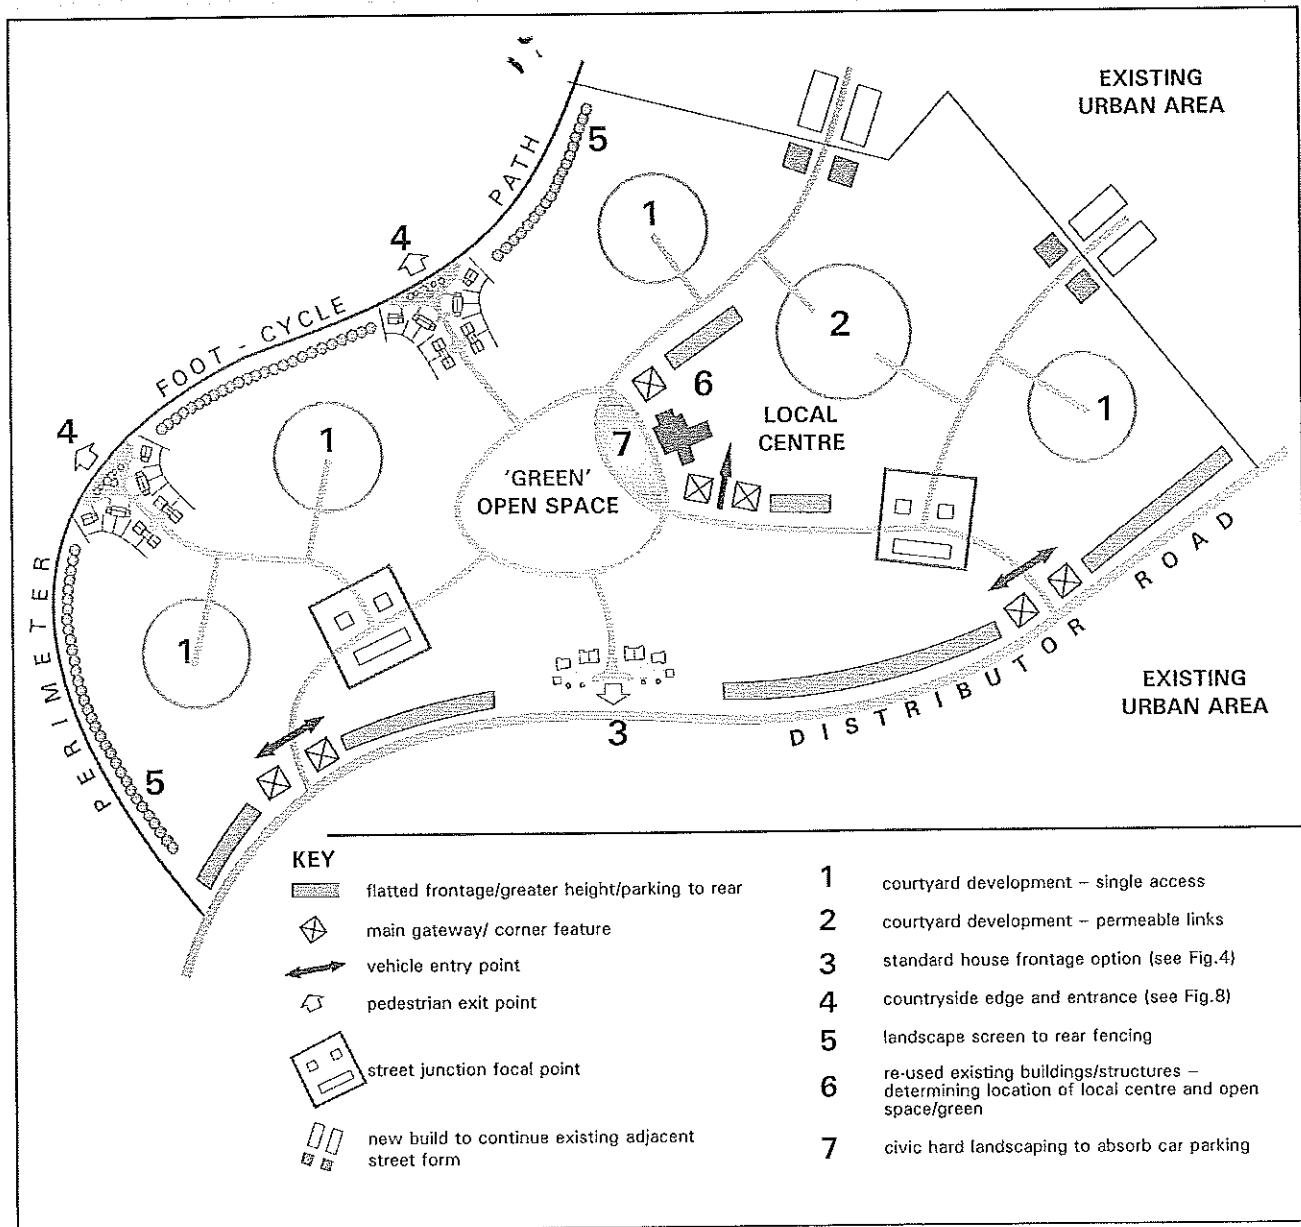 EXISTING
URBAN AREA
5
PATH
1
4
FOOT - CYCLE
2
1
6
LOCAL
CENTRE
7
4
1
'GREEN'
OPEN SPACE
PERIMETER
1
5
3
DISTRIBUTOR ROAD
EXISTING
URBAN AREA
KEY
flatted frontage/greater height/parking to rear
main gateway/ corner feature
vehicle entry point
pedestrian exit point
street junction focal point
new build to continue existing adjacent
street form
1 courtyard development – single access
2 courtyard development – permeable links
3 standard house frontage option (see Fig.4)
4 countryside edge and entrance (see Fig.8)
5 landscape screen to rear fencing
6 re-used existing buildings/structures –
determining location of local centre and open
space/green
7 civic hard landscaping to absorb car parking